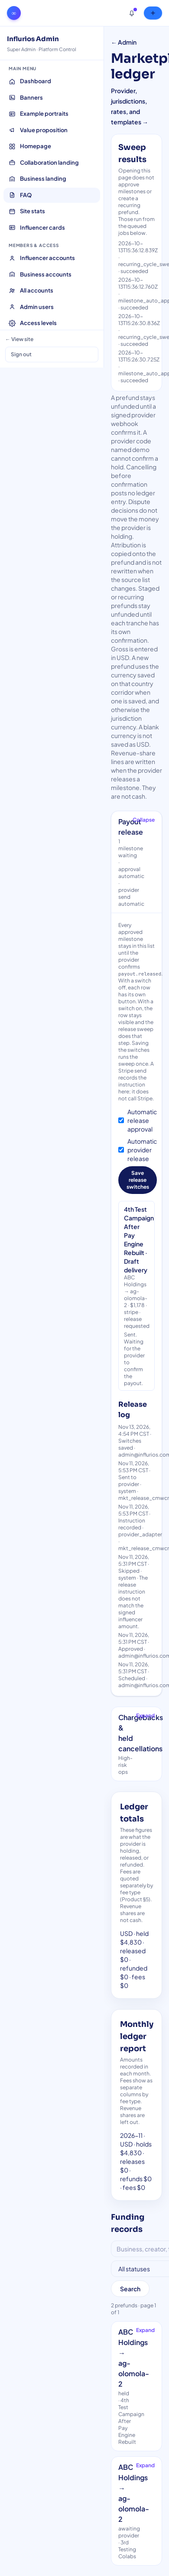 Influrios Admin
Super Admin · Platform Control
MAIN MENU
Dashboard
Banners
Example portraits
Value proposition
Homepage
Collaboration landing
Business landing
FAQ
Site stats
Influencer cards
MEMBERS & ACCESS
Influencer accounts
Business accounts
All accounts
Admin users
Access levels
← View site
Sign out
← Admin
Marketpl
ledger
Provider,
jurisdictions,
rates, and
templates →
Sweep
results
Opening this
page does not
approve
milestones or
create a
recurring
prefund.
Those run from
the queued
jobs below.
2026-10-
13T15:36:12.839Z
·
recurring_cycle_swee
· succeeded
2026-10-
13T15:36:12.760Z
·
milestone_auto_app
· succeeded
2026-10-
13T15:26:30.836Z
·
recurring_cycle_swee
· succeeded
2026-10-
13T15:26:30.725Z
·
milestone_auto_app
· succeeded
A prefund stays
unfunded until a
signed provider
webhook
confirms it. A
provider code
named demo
cannot confirm a
hold. Cancelling
before
confirmation
posts no ledger
entry. Dispute
decisions do not
move the money
the provider is
holding.
Attribution is
copied onto the
prefund and is not
rewritten when
the source list
changes. Staged
or recurring
prefunds stay
unfunded until
each tranche has
its own
confirmation.
Gross is entered
in USD. A new
prefund uses the
currency saved
on that country
corridor when
one is saved, and
otherwise the
jurisdiction
currency. A blank
currency is not
saved as USD.
Revenue-share
lines are written
when the provider
releases a
milestone. They
are not cash.
Payout
release
Collapse
1
milestone
waiting
·
approval
automatic
·
provider
send
automatic
Every
approved
milestone
stays in this list
until the
provider
confirms
payout.released.
With a switch
off, each row
has its own
button. With a
switch on, the
row stays
visible and the
release sweep
does that
step. Saving
the switches
runs the
sweep once. A
Stripe send
records the
instruction
here; it does
not call Stripe.
Automatic
release
approval
Automatic
provider
release
Save
release
switches
4th Test
Campaign
After
Pay
Engine
Rebuilt ·
Draft
delivery
ABC
Holdings
→ ag-
olomola-
2 · $1,178 ·
stripe ·
release
requested
Sent.
Waiting
for the
provider
to
confirm
the
payout.
Release
log
Nov 13, 2026,
4:54 PM CST ·
Switches
saved ·
admin@influrios.com
Nov 11, 2026,
5:53 PM CST ·
Sent to
provider ·
system ·
Nov 11, 2026,
5:53 PM CST ·
Instruction
recorded ·
provider_adapter
·
Nov 11, 2026,
5:31 PM CST ·
Skipped ·
system · The
release
instruction
does not
match the
signed
influencer
amount.
Nov 11, 2026,
5:31 PM CST ·
Approved ·
admin@influrios.com
Nov 11, 2026,
5:31 PM CST ·
Scheduled ·
admin@influrios.com
Chargebacks
&
held
cancellations
Expand
High-
risk
ops
Ledger
totals
These figures
are what the
provider is
holding,
released, or
refunded.
Fees are
quoted
separately by
fee type
(Product §5).
Revenue
shares are
not cash.
USD · held
$4,830 ·
released
$0 ·
refunded
$0 · fees
$0
Monthly
ledger
report
Amounts
recorded in
each month.
Fees show as
separate
columns by
fee type.
Revenue
shares are
left out.
2026-11 ·
USD · holds
$4,830 ·
releases
$0 ·
refunds $0
· fees $0
Funding
records
Business, creator,
All statuses
Search
2 prefunds · page 1
of 1
ABC
Holdings
→
ag-
olomola-
2
Expand
held
· 4th
Test
Campaign
After
Pay
Engine
Rebuilt
ABC
Holdings
→
ag-
olomola-
2
Expand
awaiting
provider
· 3rd
Testing
Colabs